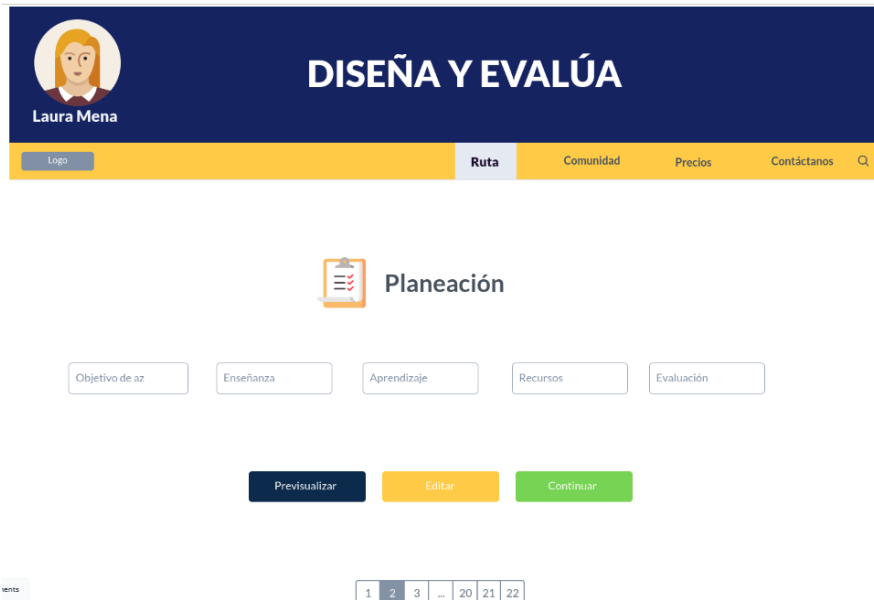 DISEÑA Y EVALÚA
Laura Mena
Logo
Ruta
Comunidad
Precios
Contáctanos
Planeación
Objetivo de az
Enseñanza
Aprendizaje
Recursos
Evaluación
Previsualizar
Editar
Continuar
1 2 3 ... 20 21 22